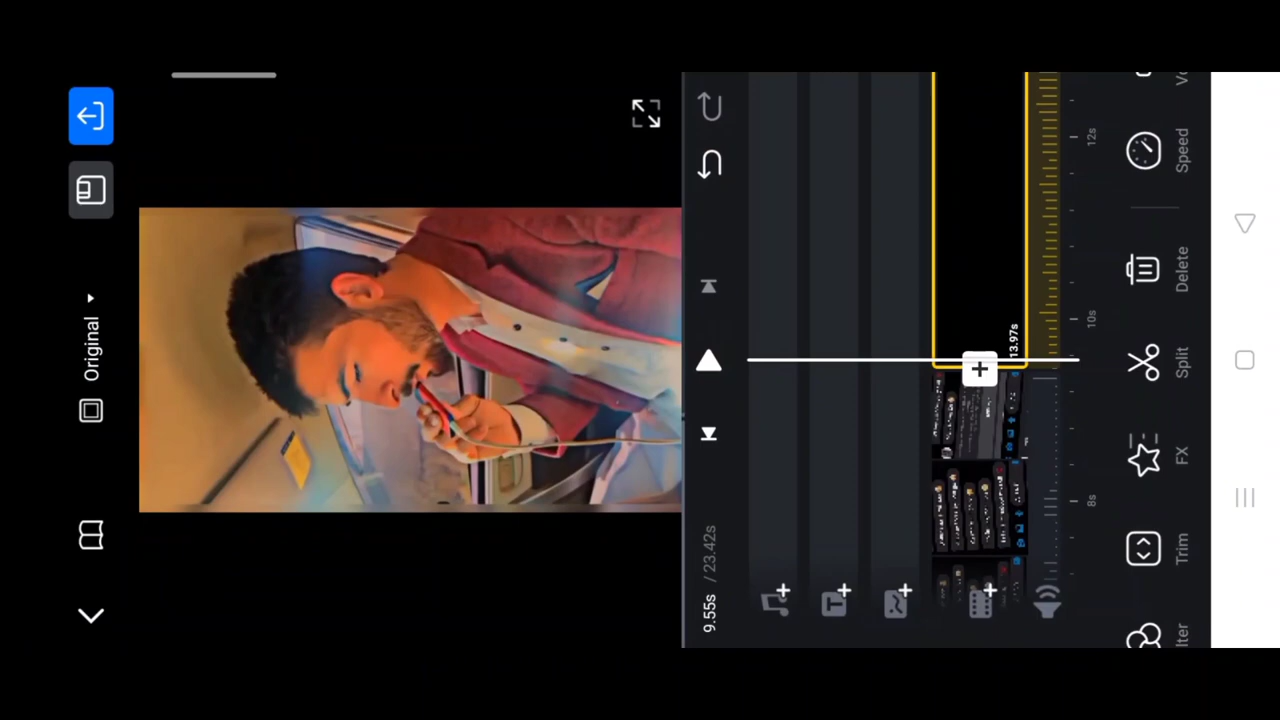 Original
9.55s / 23.42s
13.97s
8s
10s
12s
lter
Trim
FX
Split
Delete
Speed